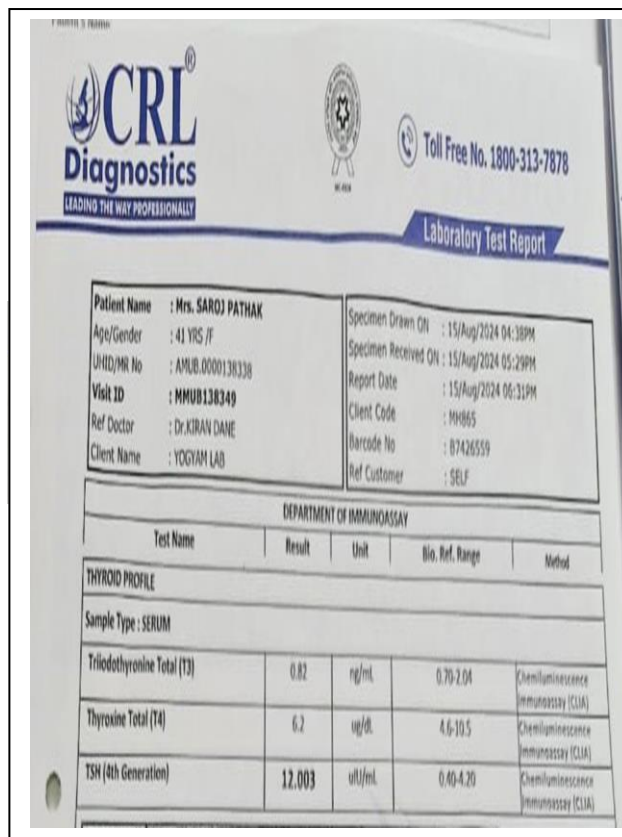 Patient's Name
CRL®
Diagnostics
LEADING THE WAY PROFESSIONALLY
Toll Free No. 1800-313-7878
Laboratory Test Report
Patient Name : Mrs. SAROJ PATHAK
Age/Gender : 41 YRS /F
UHID/MR No : AMUB.0000138338
Visit ID : MMUB138349
Ref Doctor : Dr.KIRAN DANE
Client Name : YOGYAM LAB
Specimen Drawn ON : 15/Aug/2024 04:38PM
Specimen Received ON : 15/Aug/2024 05:29PM
Report Date : 15/Aug/2024 06:31PM
Client Code : MH865
Barcode No : B7426559
Ref Customer : SELF
DEPARTMENT OF IMMUNOASSAY
Test Name Result Unit Bio. Ref. Range Method
THYROID PROFILE
Sample Type : SERUM
Triiodothyronine Total (T3) 0.82 ng/mL 0.70-2.04 Chemiluminescence
Immunoassay (CLIA)
Thyroxine Total (T4) 6.2 ug/dL 4.6-10.5 Chemiluminescence
Immunoassay (CLIA)
TSH (4th Generation) 12.003 uIU/mL 0.40-4.20 Chemiluminescence
Immunoassay (CLIA)